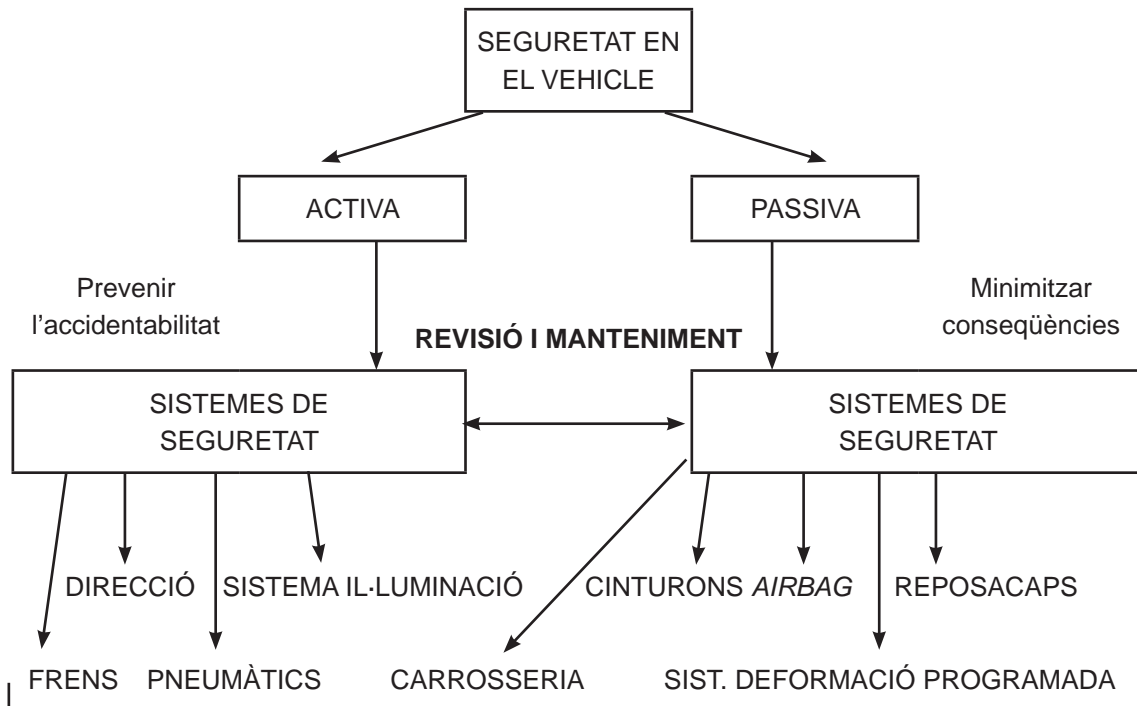 SEGURETAT EN
EL VEHICLE
ACTIVA
PASSIVA
Prevenir
l’accidentabilitat
Minimitzar
conseqüències
REVISIÓ I MANTENIMENT
SISTEMES DE
SEGURETAT
SISTEMES DE
SEGURETAT
DIRECCIÓ
SISTEMA IL·LUMINACIÓ
CINTURONS
AIRBAG
REPOSACAPS
FRENS
PNEUMÀTICS
CARROSSERIA
SIST. DEFORMACIÓ PROGRAMADA